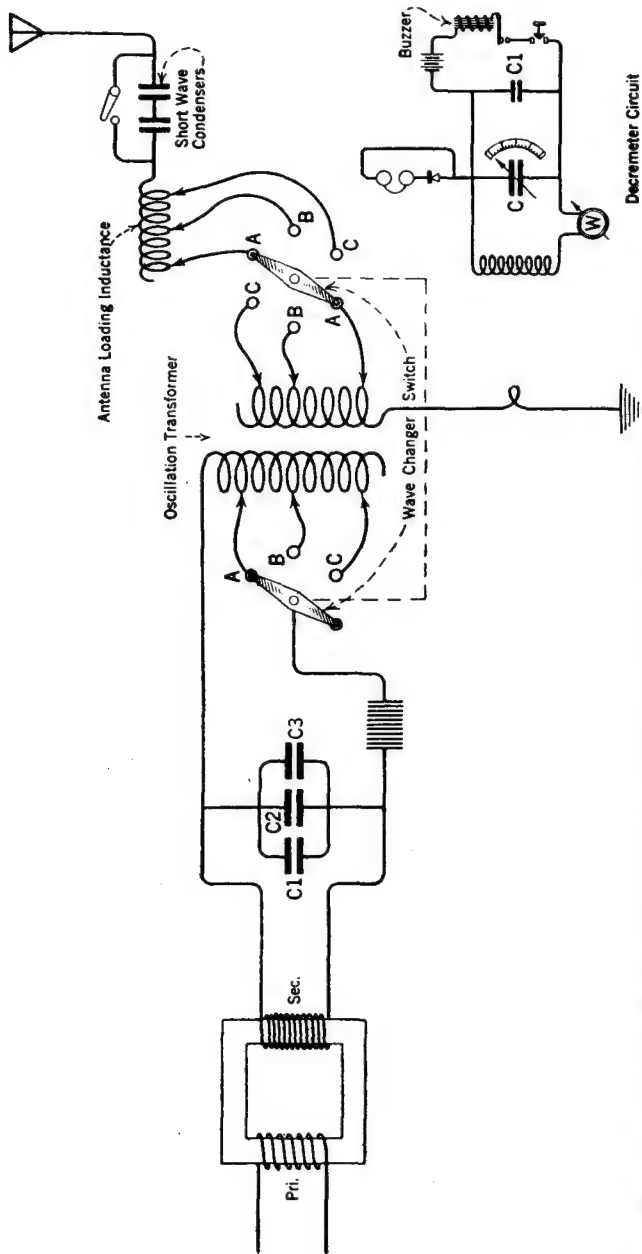 Antenna Loading Inductance
Short Wave
Condensers
A
B
C
C
B
A
Oscillation Transformer
Wave Changer Switch
A
B
C
C1
C2
C3
Pri.
Sec.
Buzzer
C1
C
W
Decremeter Circuit